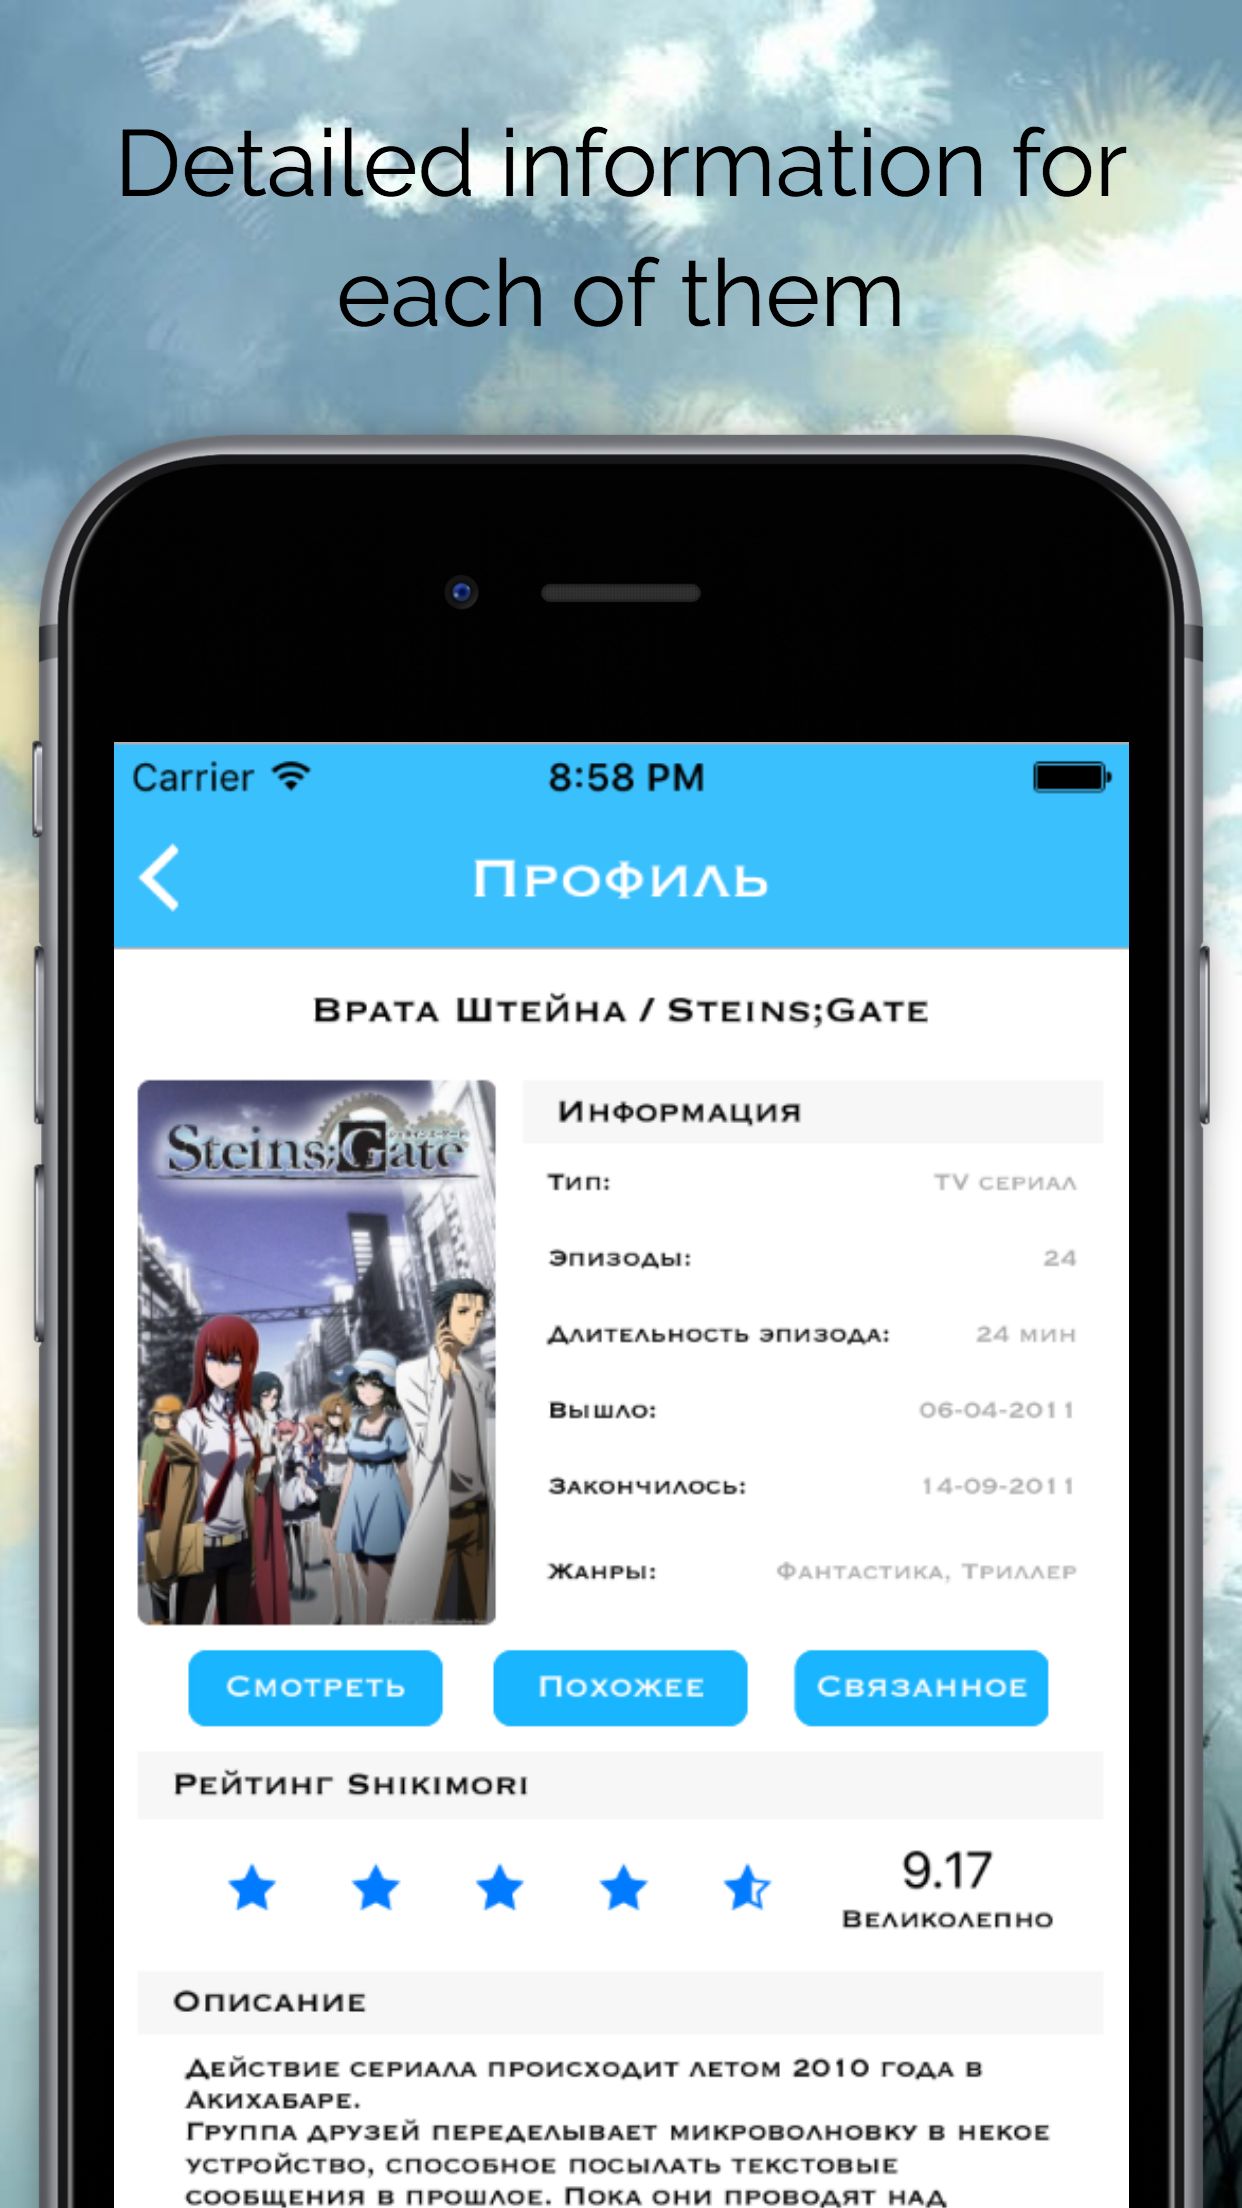 Detailed information for
each of them
Carrier
8:58 PM
Профиль
Врата Штейна / Steins;Gate
Steins;Gate
Информация
Тип:
TV сериал
Эпизоды:
24
Длительность эпизода:
24 мин
Вышло:
06-04-2011
Закончилось:
14-09-2011
Жанры:
Фантастика, Триллер
Смотреть
Похожее
Связанное
Рейтинг Shikimori
9.17
Великолепно
Описание
Действие сериала происходит летом 2010 года в
Акихабаре.
Группа друзей переделывает микроволновку в некое
устройство, способное посылать текстовые
сообщения в прошлое. Пока они проводят над